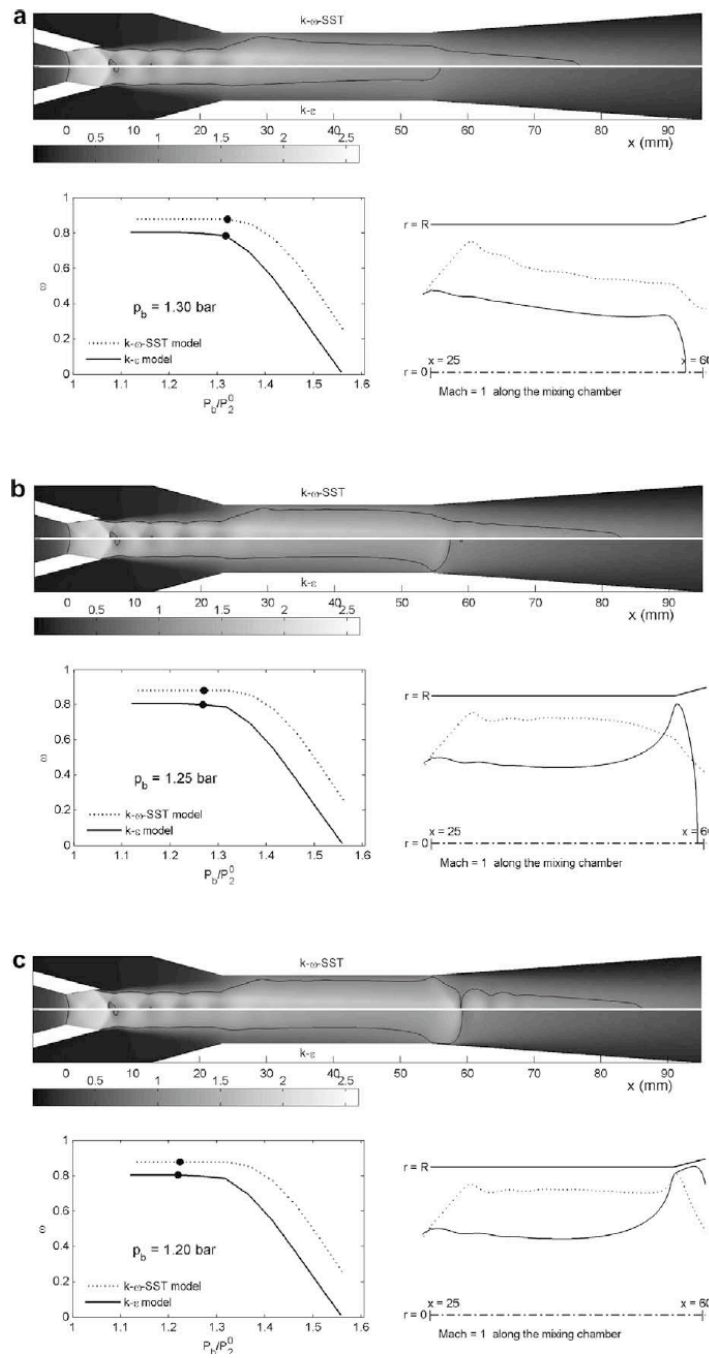 a
k-ω-SST
k-ε
0 10 20 30 40 50 60 70 80 90
x (mm)
0.5 1 1.5 2 2.5
1
0.8
0.6
0.4
0.2
0
ω
p_b = 1.30 bar
k-ω-SST model
k-ε model
1 1.1 1.2 1.3 1.4 1.5 1.6
P_b/P_2^0
r = R
x = 25 x = 60
r = 0
Mach = 1 along the mixing chamber
b
k-ω-SST
k-ε
0 10 20 30 40 50 60 70 80 90
x (mm)
0.5 1 1.5 2 2.5
1
0.8
0.6
0.4
0.2
0
ω
p_b = 1.25 bar
k-ω-SST model
k-ε model
1 1.1 1.2 1.3 1.4 1.5 1.6
P_b/P_2^0
r = R
x = 25 x = 60
r = 0
Mach = 1 along the mixing chamber
c
k-ω-SST
k-ε
0 10 20 30 40 50 60 70 80 90
x (mm)
0.5 1 1.5 2 2.5
1
0.8
0.6
0.4
0.2
0
ω
p_b = 1.20 bar
k-ω-SST model
k-ε model
1 1.1 1.2 1.3 1.4 1.5 1.6
P_b/P_2^0
r = R
x = 25 x = 60
r = 0
Mach = 1 along the mixing chamber